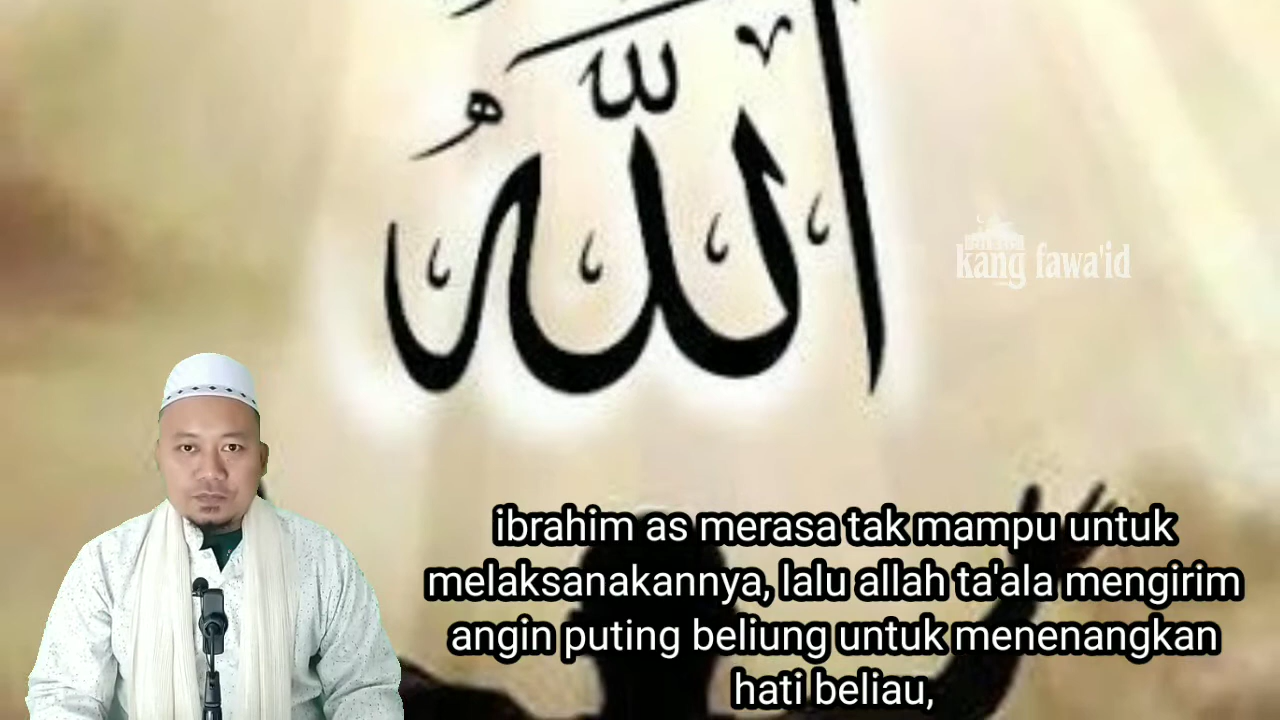 اللهُ
kang fawa'id
ibrahim as merasa tak mampu untuk
melaksanakannya, lalu allah ta'ala mengirim
angin puting beliung untuk menenangkan
hati beliau,